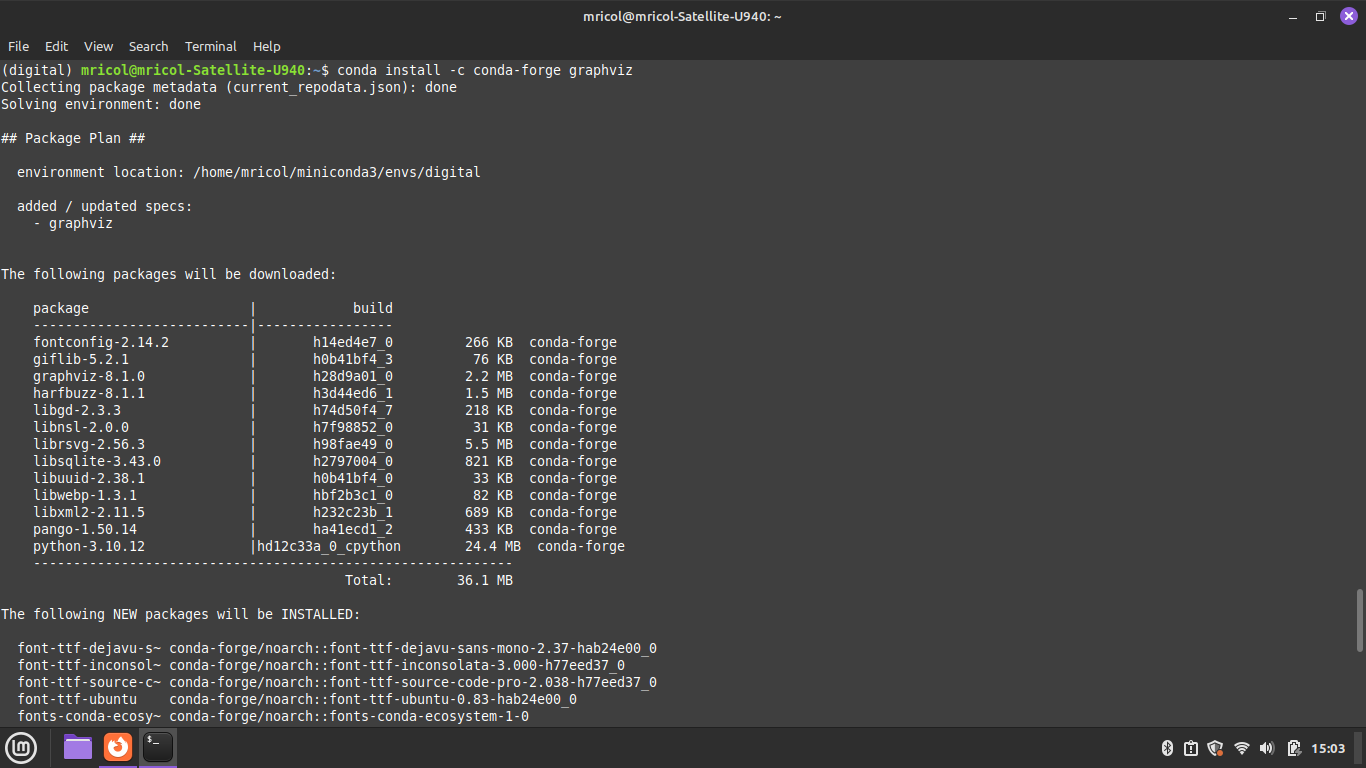 mricol@mricol-Satellite-U940: ~
File Edit View Search Terminal Help
(digital) mricol@mricol-Satellite-U940:~$ conda install -c conda-forge graphviz
Collecting package metadata (current_repodata.json): done
Solving environment: done
## Package Plan ##
  environment location: /home/mricol/miniconda3/envs/digital
  added / updated specs:
    - graphviz
The following packages will be downloaded:
    package                    |            build
    ---------------------------|-----------------
    fontconfig-2.14.2          |       h14ed4e7_0         266 KB  conda-forge
    giflib-5.2.1               |       h0b41bf4_3          76 KB  conda-forge
    graphviz-8.1.0             |       h28d9a01_0         2.2 MB  conda-forge
    harfbuzz-8.1.1             |       h3d44ed6_1         1.5 MB  conda-forge
    libgd-2.3.3                |       h74d50f4_7         218 KB  conda-forge
    libnsl-2.0.0               |       h7f98852_0          31 KB  conda-forge
    librsvg-2.56.3             |       h98fae49_0         5.5 MB  conda-forge
    libsqlite-3.43.0           |       h2797004_0         821 KB  conda-forge
    libuuid-2.38.1             |       h0b41bf4_0          33 KB  conda-forge
    libwebp-1.3.1              |       hbf2b3c1_0          82 KB  conda-forge
    libxml2-2.11.5             |       h232c23b_1         689 KB  conda-forge
    pango-1.50.14              |       ha41ecd1_2         433 KB  conda-forge
    python-3.10.12             |hd12c33a_0_cpython        24.4 MB  conda-forge
    ------------------------------------------------------------
                                           Total:        36.1 MB
The following NEW packages will be INSTALLED:
  font-ttf-dejavu-s~ conda-forge/noarch::font-ttf-dejavu-sans-mono-2.37-hab24e00_0
  font-ttf-inconsol~ conda-forge/noarch::font-ttf-inconsolata-3.000-h77eed37_0
  font-ttf-source-c~ conda-forge/noarch::font-ttf-source-code-pro-2.038-h77eed37_0
  font-ttf-ubuntu    conda-forge/noarch::font-ttf-ubuntu-0.83-hab24e00_0
  fonts-conda-ecosy~ conda-forge/noarch::fonts-conda-ecosystem-1-0
$_
15:03